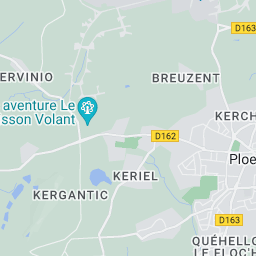 D163
ERVINIO
BREUZENT
aventure Le
sson Volant
KERCH
D162
Ploe
KERIEL
KERGANTIC
D163
QUÉHELLO
LE FLOC'H